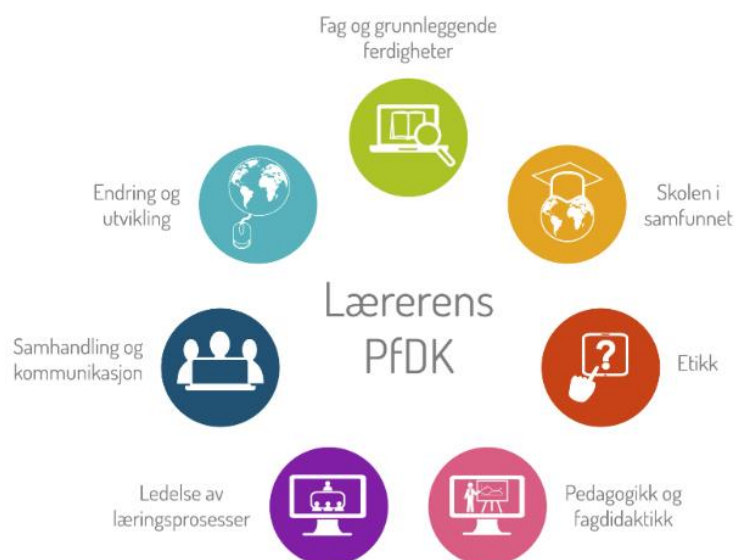 Fag og grunnleggende
ferdigheter
Endring og
utvikling
Skolen i
samfunnet
Lærerens
PfDK
Samhandling og
kommunikasjon
?
Etikk
Ledelse av
læringsprosesser
Pedagogikk og
fagdidaktikk